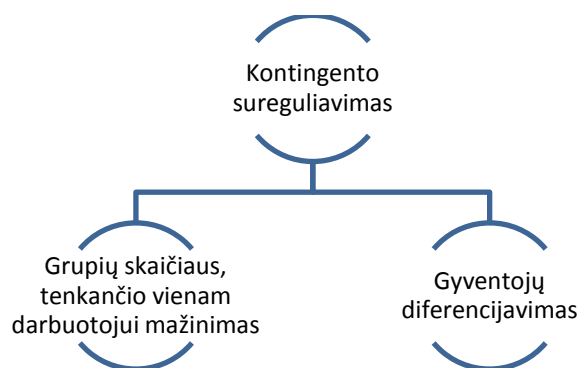 Kontingento
sureguliavimas
Grupių skaičiaus,
tenkančio vienam
darbuotojui mažinimas
Gyventojų
diferencijavimas